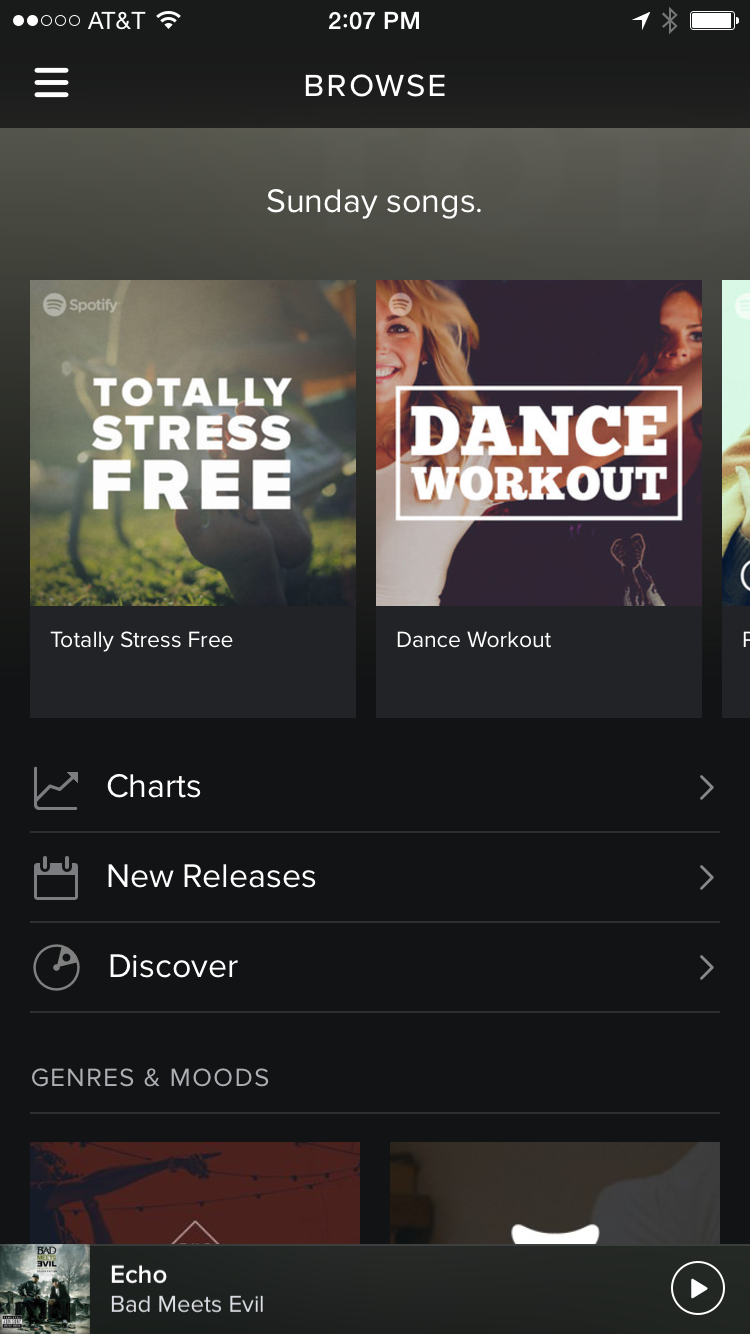 AT&T
2:07 PM
BROWSE
Sunday songs.
Spotify
TOTALLY
STRESS
FREE
DANCE
WORKOUT
Totally Stress Free
Dance Workout
Charts
New Releases
Discover
GENRES & MOODS
BAD
MEETS
EVIL
Echo
Bad Meets Evil